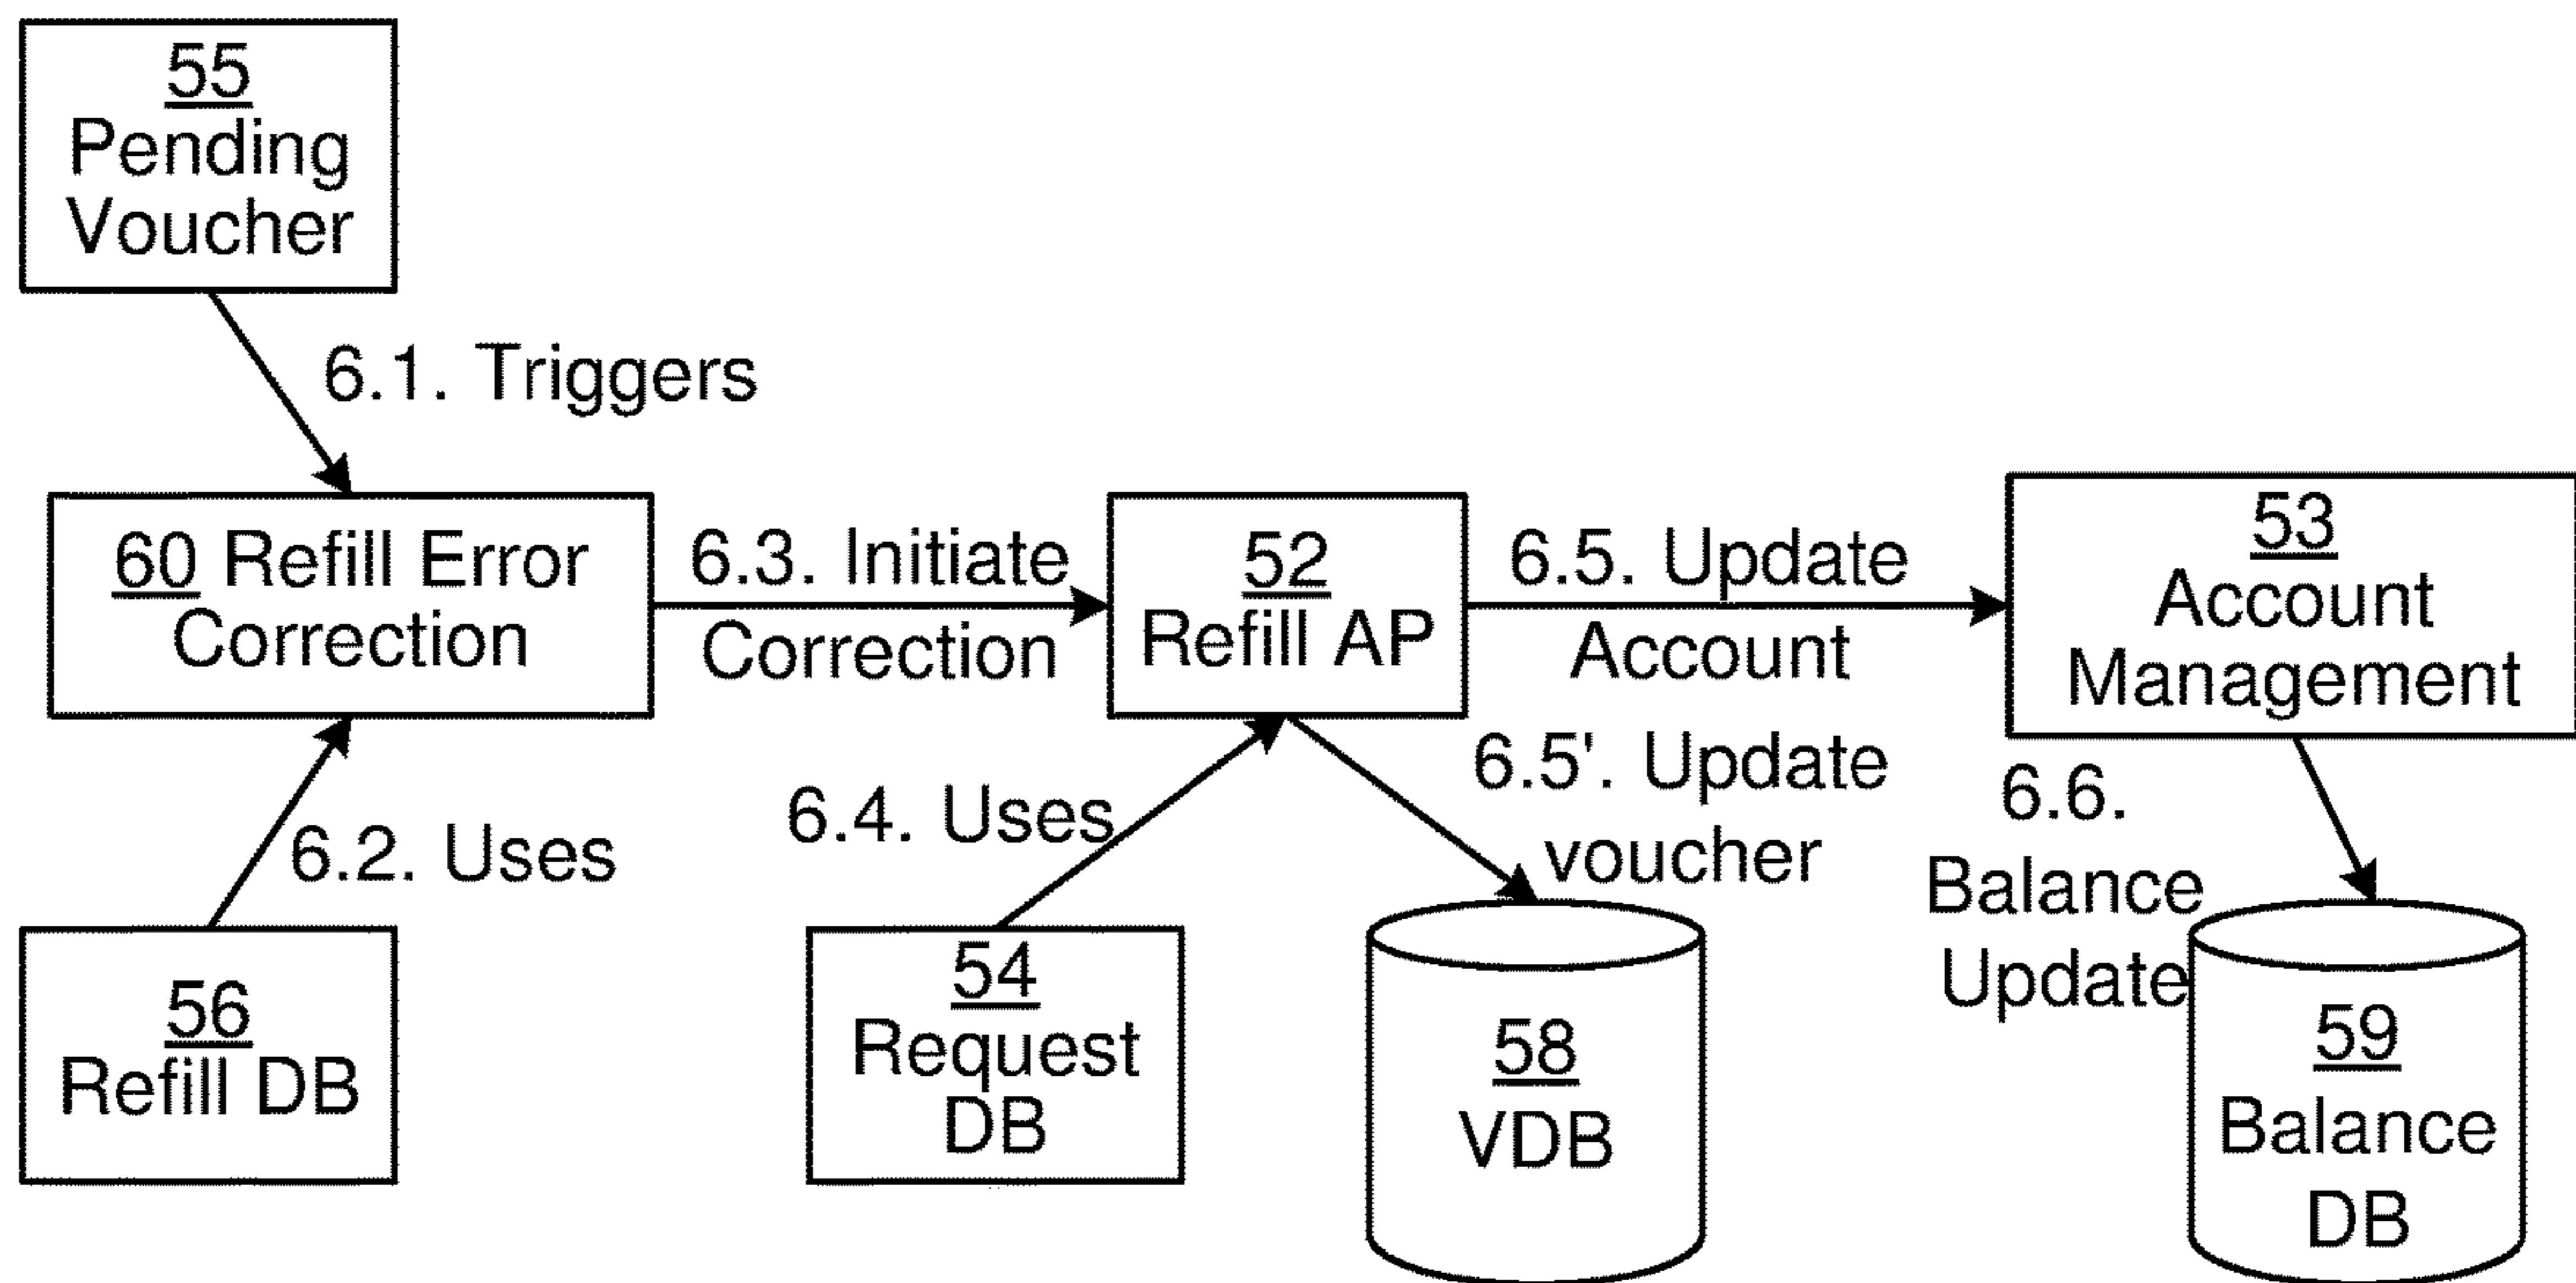 55
Pending
Voucher
6.1. Triggers
60 Refill Error
Correction
6.3. Initiate
Correction
52
Refill AP
6.5. Update
Account
53
Account
Management
6.2. Uses
6.4. Uses
6.5'. Update
voucher
6.6.
Balance
Update
56
Refill DB
54
Request
DB
58
VDB
59
Balance
DB